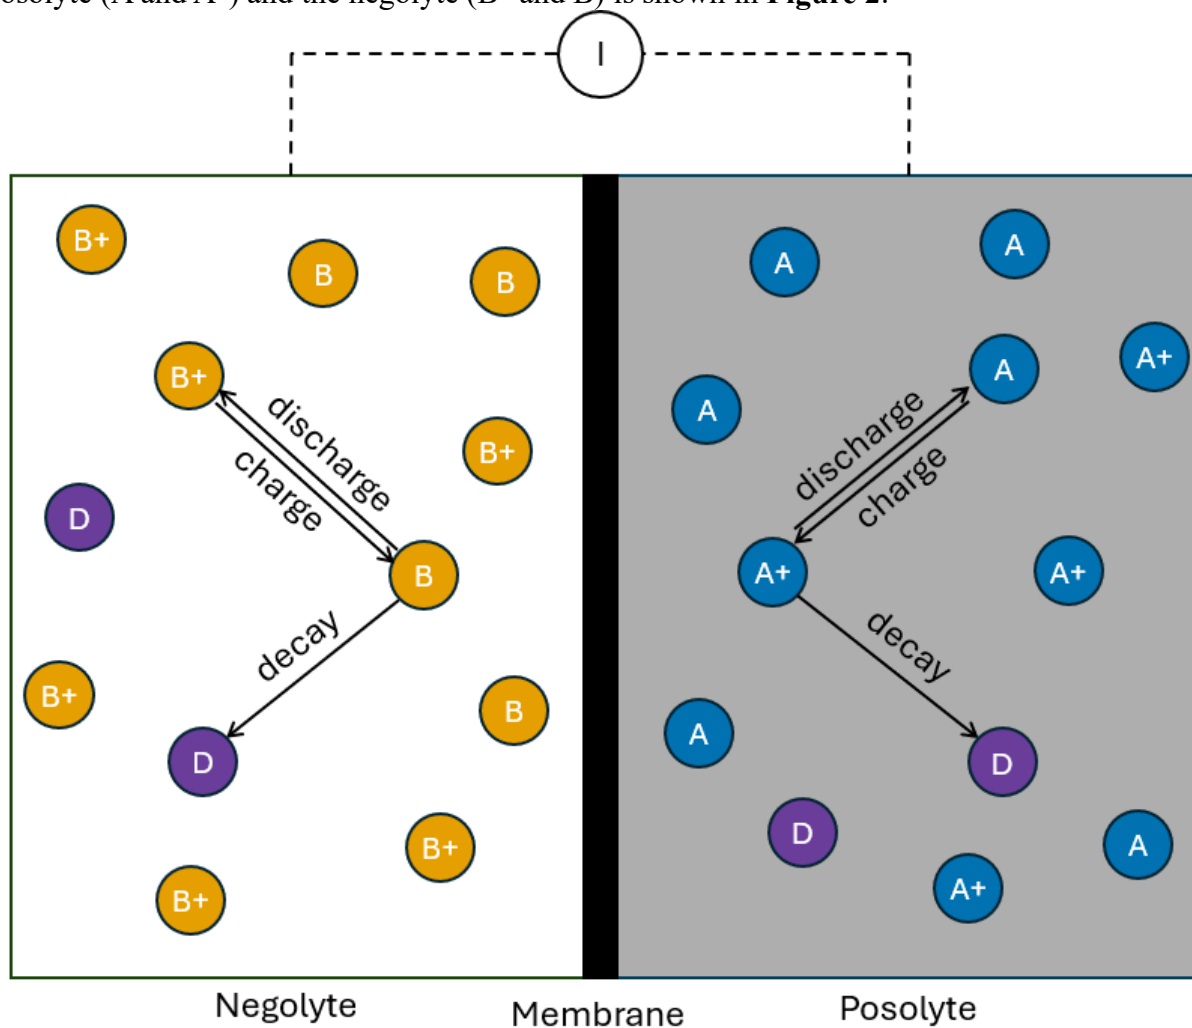 osolyte (A and A⁺) and the negolyte (B⁺ and B) is shown in Figure 2.
I
B+
B
B
A
A
B+
A
A+
A
discharge
charge
B+
discharge
charge
D
B
A+
A+
decay
decay
B+
B
A
D
D
D
B+
A
B+
A+
Negolyte
Membrane
Posolyte